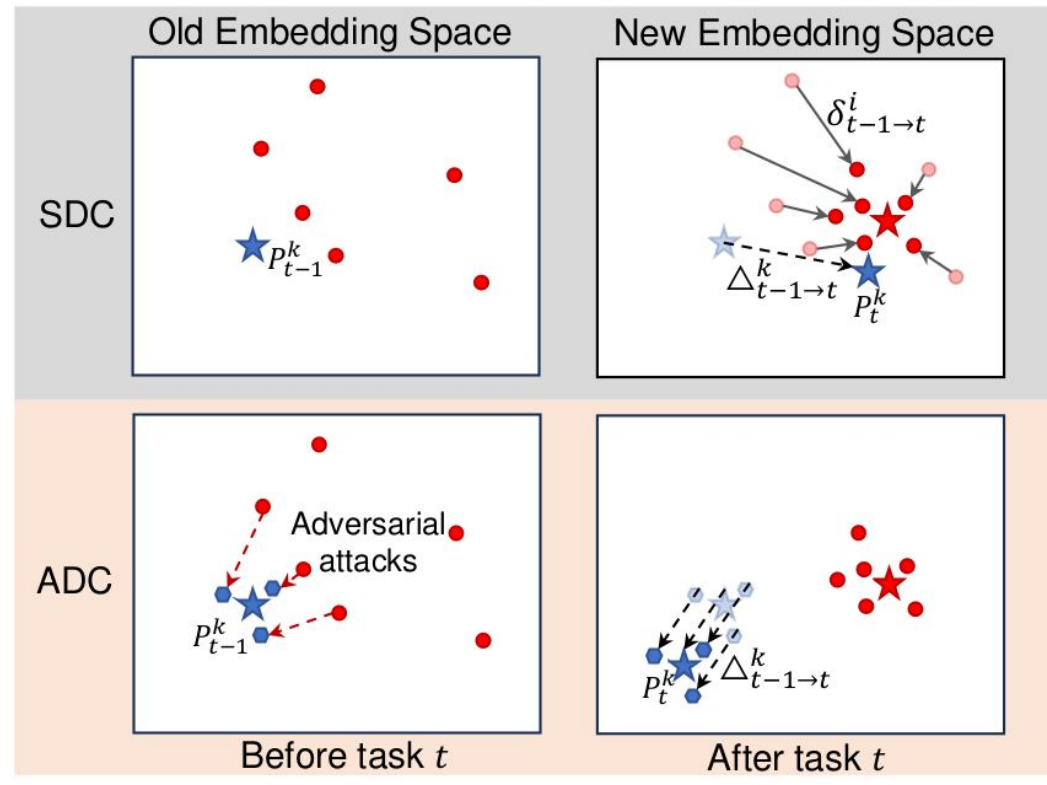 Old Embedding Space
New Embedding Space
SDC
P^k_{t-1}
δ^i_{t-1→t}
△^k_{t-1→t}
P^k_t
ADC
Adversarial
attacks
P^k_{t-1}
P^k_t
△^k_{t-1→t}
Before task t
After task t